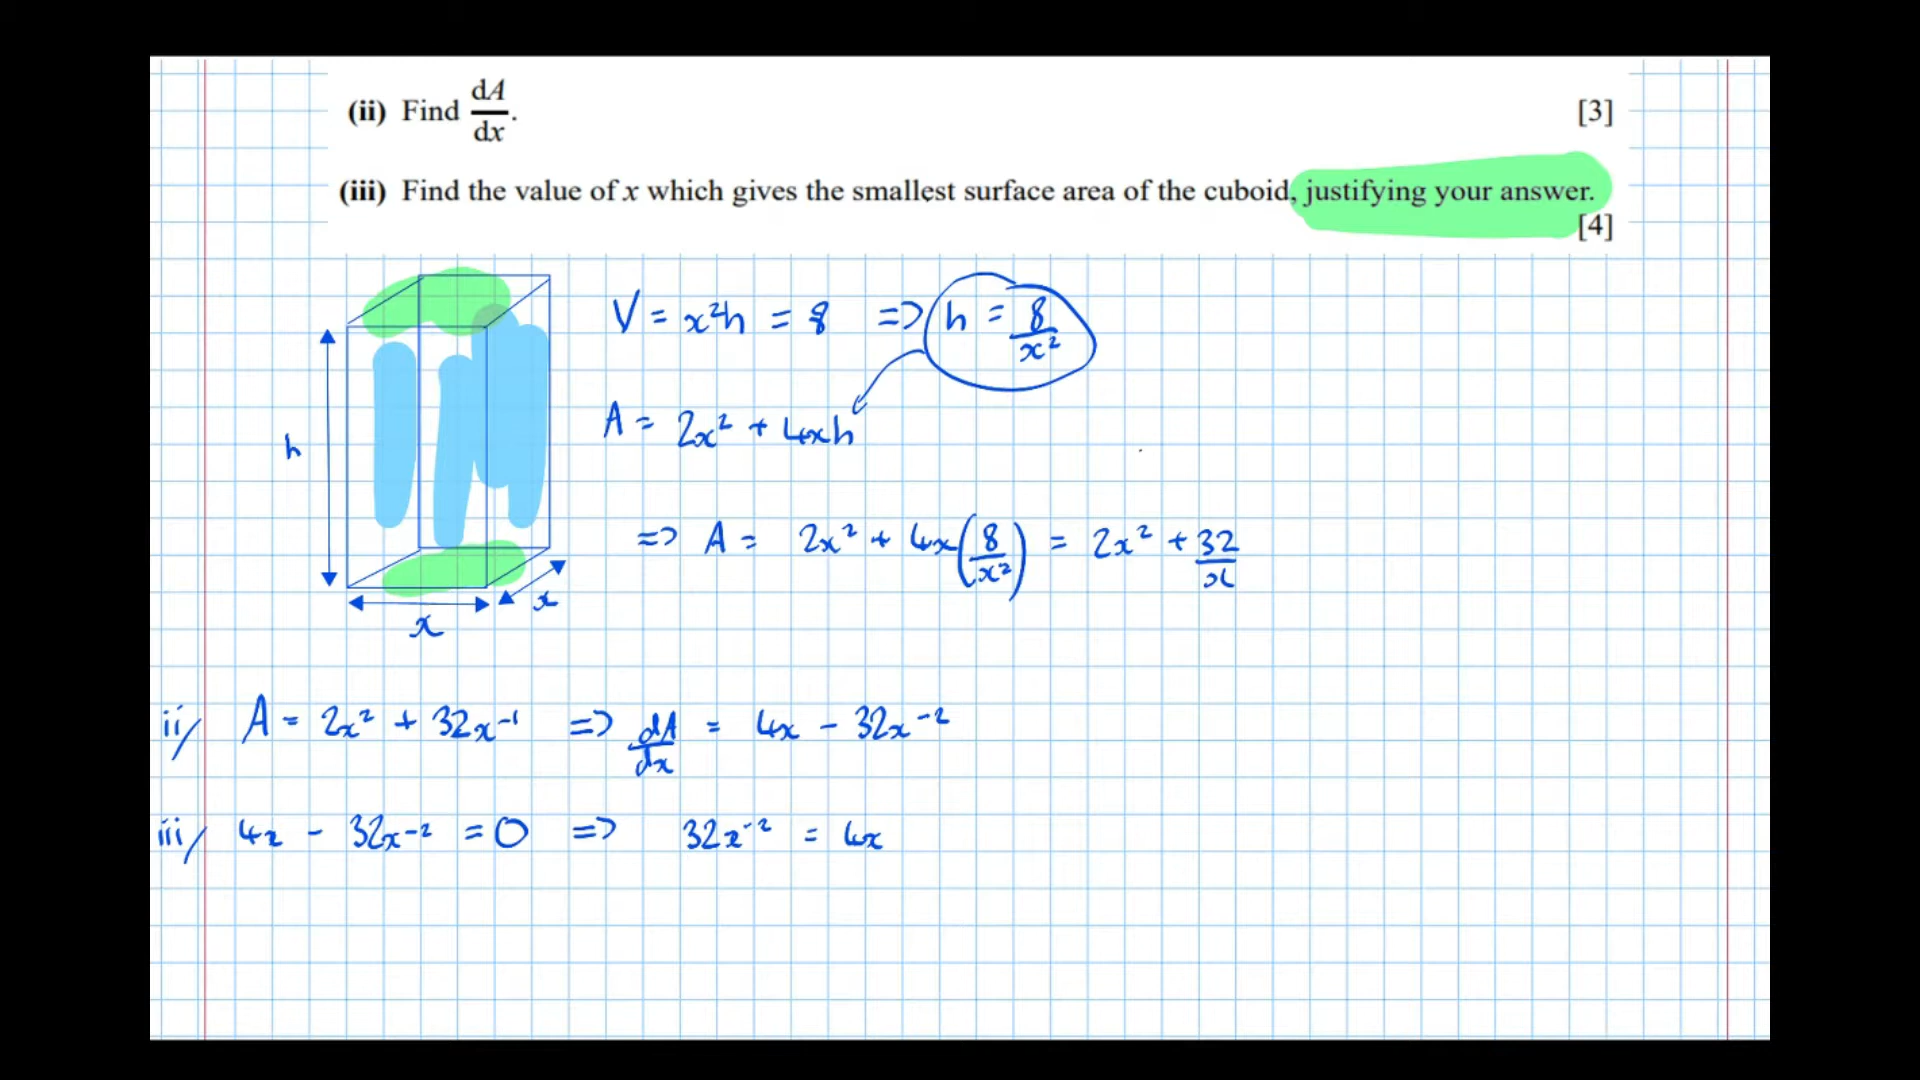 (ii) Find dA/dx. [3]
(iii) Find the value of x which gives the smallest surface area of the cuboid, justifying your answer.
[4]
h
x
x
V = x²h = 8 => h = 8/x²
A = 2x² + 4xh
=> A = 2x² + 4x(8/x²) = 2x² + 32/x
ii/ A = 2x² + 32x⁻¹ => dA/dx = 4x - 32x⁻²
iii/ 4x - 32x⁻² = 0 => 32x⁻² = 4x